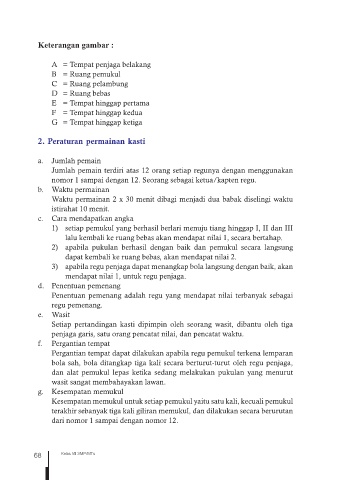 Keterangan gambar :
A = Tempat penjaga belakang
B = Ruang pemukul
C = Ruang pelambung
D = Ruang bebas
E = Tempat hinggap pertama
F = Tempat hinggap kedua
G = Tempat hinggap ketiga
2. Peraturan permainan kasti
a. Jumlah pemain
Jumlah pemain terdiri atas 12 orang setiap regunya dengan menggunakan
nomor 1 sampai dengan 12. Seorang sebagai ketua/kapten regu.
b. Waktu permainan
Waktu permainan 2 x 30 menit dibagi menjadi dua babak diselingi waktu
istirahat 10 menit.
c. Cara mendapatkan angka
1) setiap pemukul yang berhasil berlari menuju tiang hinggap I, II dan III
lalu kembali ke ruang bebas akan mendapat nilai 1, secara bertahap.
2) apabila pukulan berhasil dengan baik dan pemukul secara langsung
dapat kembali ke ruang bebas, akan mendapat nilai 2.
3) apabila regu penjaga dapat menangkap bola langsung dengan baik, akan
mendapat nilai 1, untuk regu penjaga.
d. Penentuan pemenang
Penentuan pemenang adalah regu yang mendapat nilai terbanyak sebagai
regu pemenang.
e. Wasit
Setiap pertandingan kasti dipimpin oleh seorang wasit, dibantu oleh tiga
penjaga garis, satu orang pencatat nilai, dan pencatat waktu.
f. Pergantian tempat
Pergantian tempat dapat dilakukan apabila regu pemukul terkena lemparan
bola sah, bola ditangkap tiga kali secara berturut-turut oleh regu penjaga,
dan alat pemukul lepas ketika sedang melakukan pukulan yang menurut
wasit sangat membahayakan lawan.
g. Kesempatan memukul
Kesempatan memukul untuk setiap pemukul yaitu satu kali, kecuali pemukul
terakhir sebanyak tiga kali giliran memukul, dan dilakukan secara berurutan
dari nomor 1 sampai dengan nomor 12.
68 Kelas VII SMP/MTs